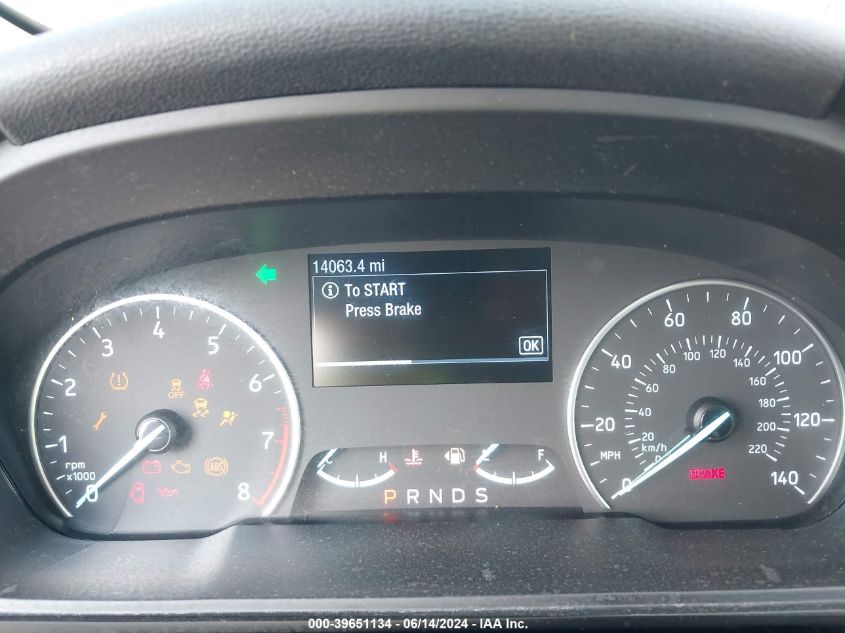 14063.4 mi
To START
Press Brake
OK
0 1 2 3 4 5 6 7 8
rpm
x1000
OFF
ABS
C H
E F
P R N D S
0 20 40 60 80 100 120 140
0 20 40 60 80 100 120 140 160 180 200 220
MPH
km/h
BRAKE
000-39651134 - 06/14/2024 - IAA Inc.